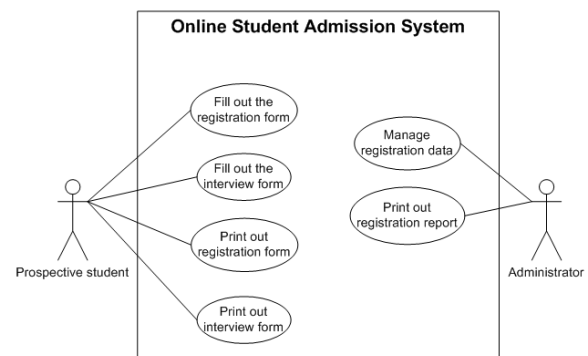 Online Student Admission System
Fill out the
registration form
Fill out the
interview form
Print out
registration form
Print out
interview form
Manage
registration data
Print out
registration report
Prospective student
Administrator